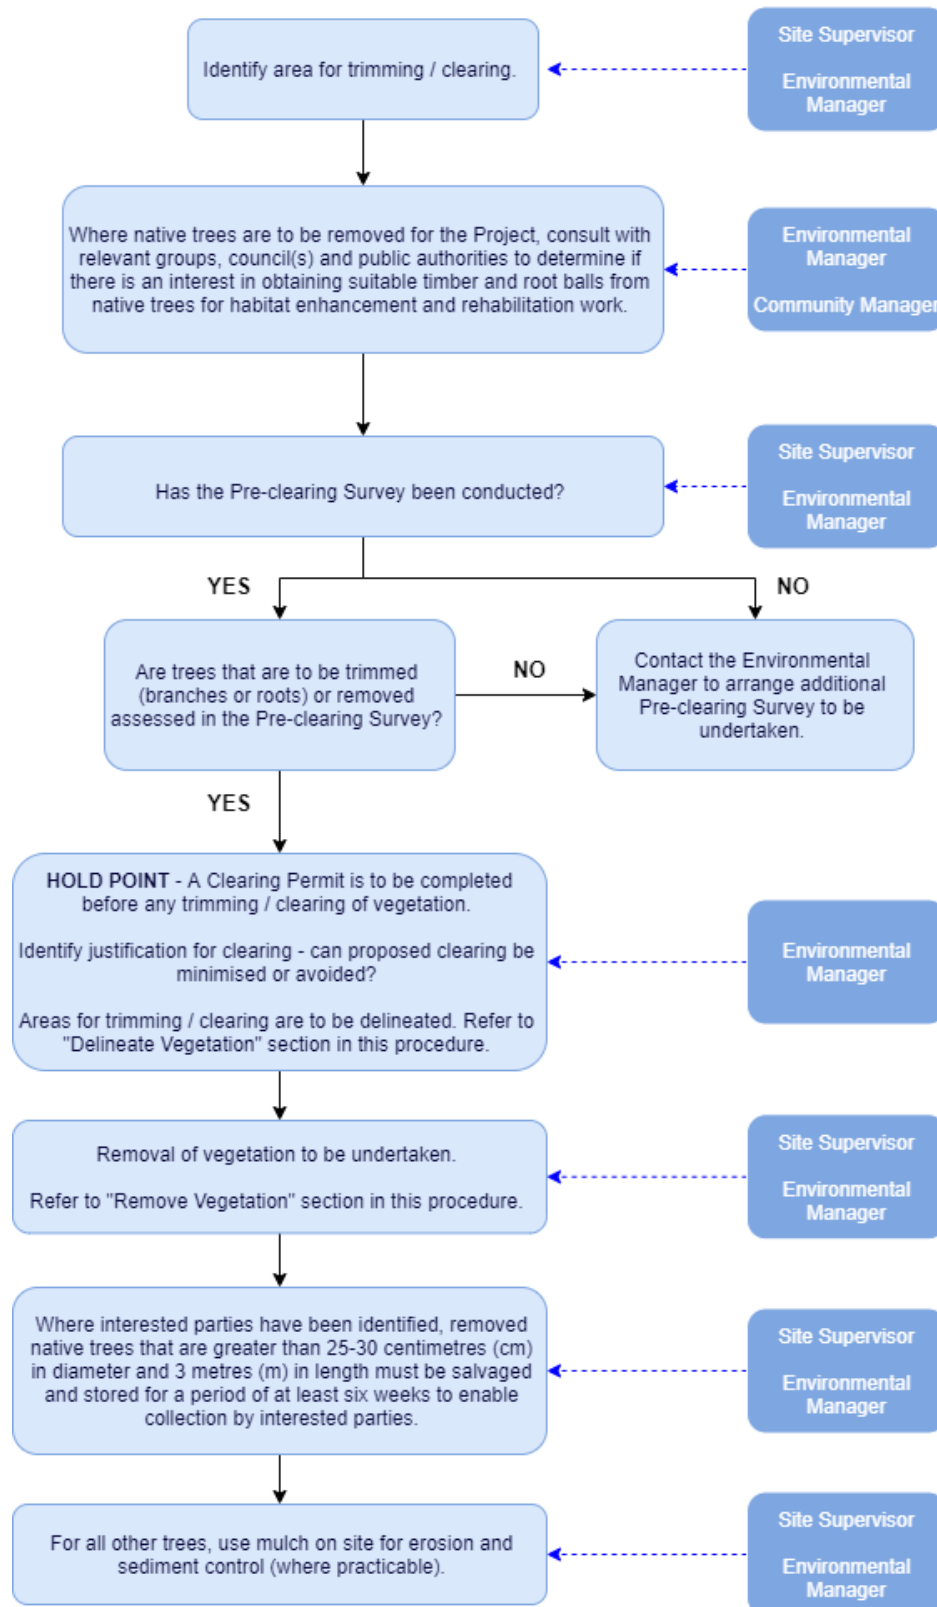 Identify area for trimming / clearing.
Site Supervisor
Environmental
Manager
Where native trees are to be removed for the Project, consult with
relevant groups, council(s) and public authorities to determine if
there is an interest in obtaining suitable timber and root balls from
native trees for habitat enhancement and rehabilitation work.
Environmental
Manager
Community Manager
Has the Pre-clearing Survey been conducted?
Site Supervisor
Environmental
Manager
YES
NO
Are trees that are to be trimmed
(branches or roots) or removed
assessed in the Pre-clearing Survey?
NO
Contact the Environmental
Manager to arrange additional
Pre-clearing Survey to be
undertaken.
YES
HOLD POINT - A Clearing Permit is to be completed
before any trimming / clearing of vegetation.
Identify justification for clearing - can proposed clearing be
minimised or avoided?
Areas for trimming / clearing are to be delineated. Refer to
"Delineate Vegetation" section in this procedure.
Environmental
Manager
Removal of vegetation to be undertaken.
Refer to "Remove Vegetation" section in this procedure.
Site Supervisor
Environmental
Manager
Where interested parties have been identified, removed
native trees that are greater than 25-30 centimetres (cm)
in diameter and 3 metres (m) in length must be salvaged
and stored for a period of at least six weeks to enable
collection by interested parties.
Site Supervisor
Environmental
Manager
For all other trees, use mulch on site for erosion and
sediment control (where practicable).
Site Supervisor
Environmental
Manager